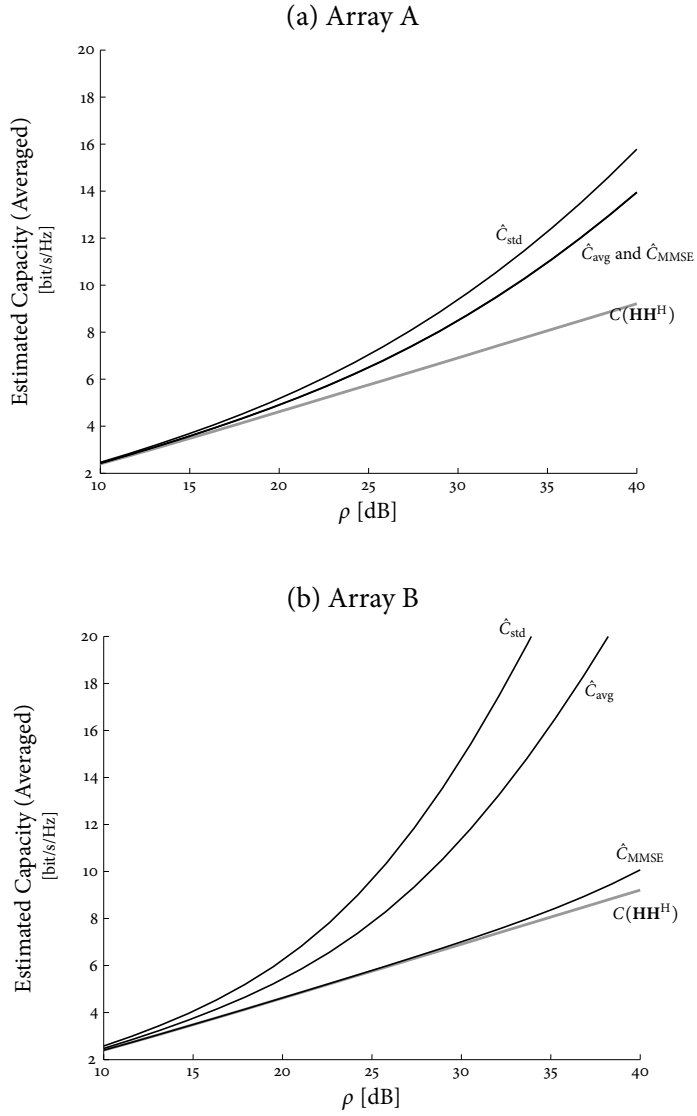 (a) Array A
20
18
16
14
12
10
8
6
4
2
Estimated Capacity (Averaged)
[bit/s/Hz]
Ĉstd
Ĉavg and ĈMMSE
C(HHᴴ)
10 15 20 25 30 35 40
ρ [dB]
(b) Array B
20
18
16
14
12
10
8
6
4
2
Estimated Capacity (Averaged)
[bit/s/Hz]
Ĉstd
Ĉavg
ĈMMSE
C(HHᴴ)
10 15 20 25 30 35 40
ρ [dB]